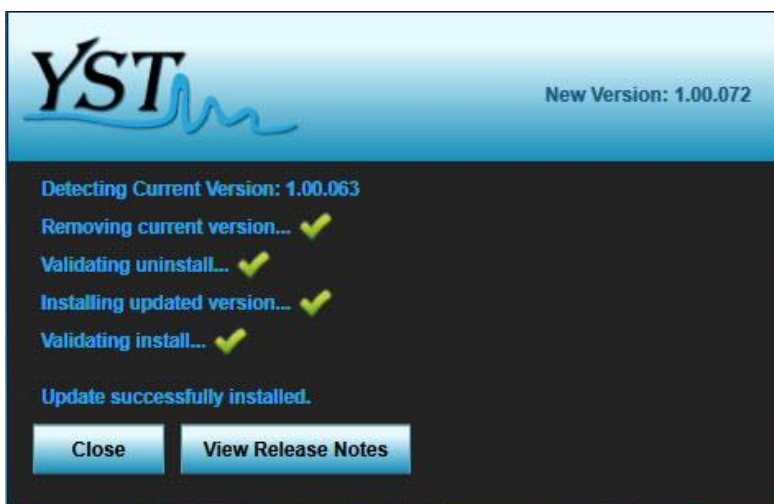 YST
New Version: 1.00.072
Detecting Current Version: 1.00.063
Removing current version...
Validating uninstall...
Installing updated version...
Validating install...
Update successfully installed.
Close
View Release Notes